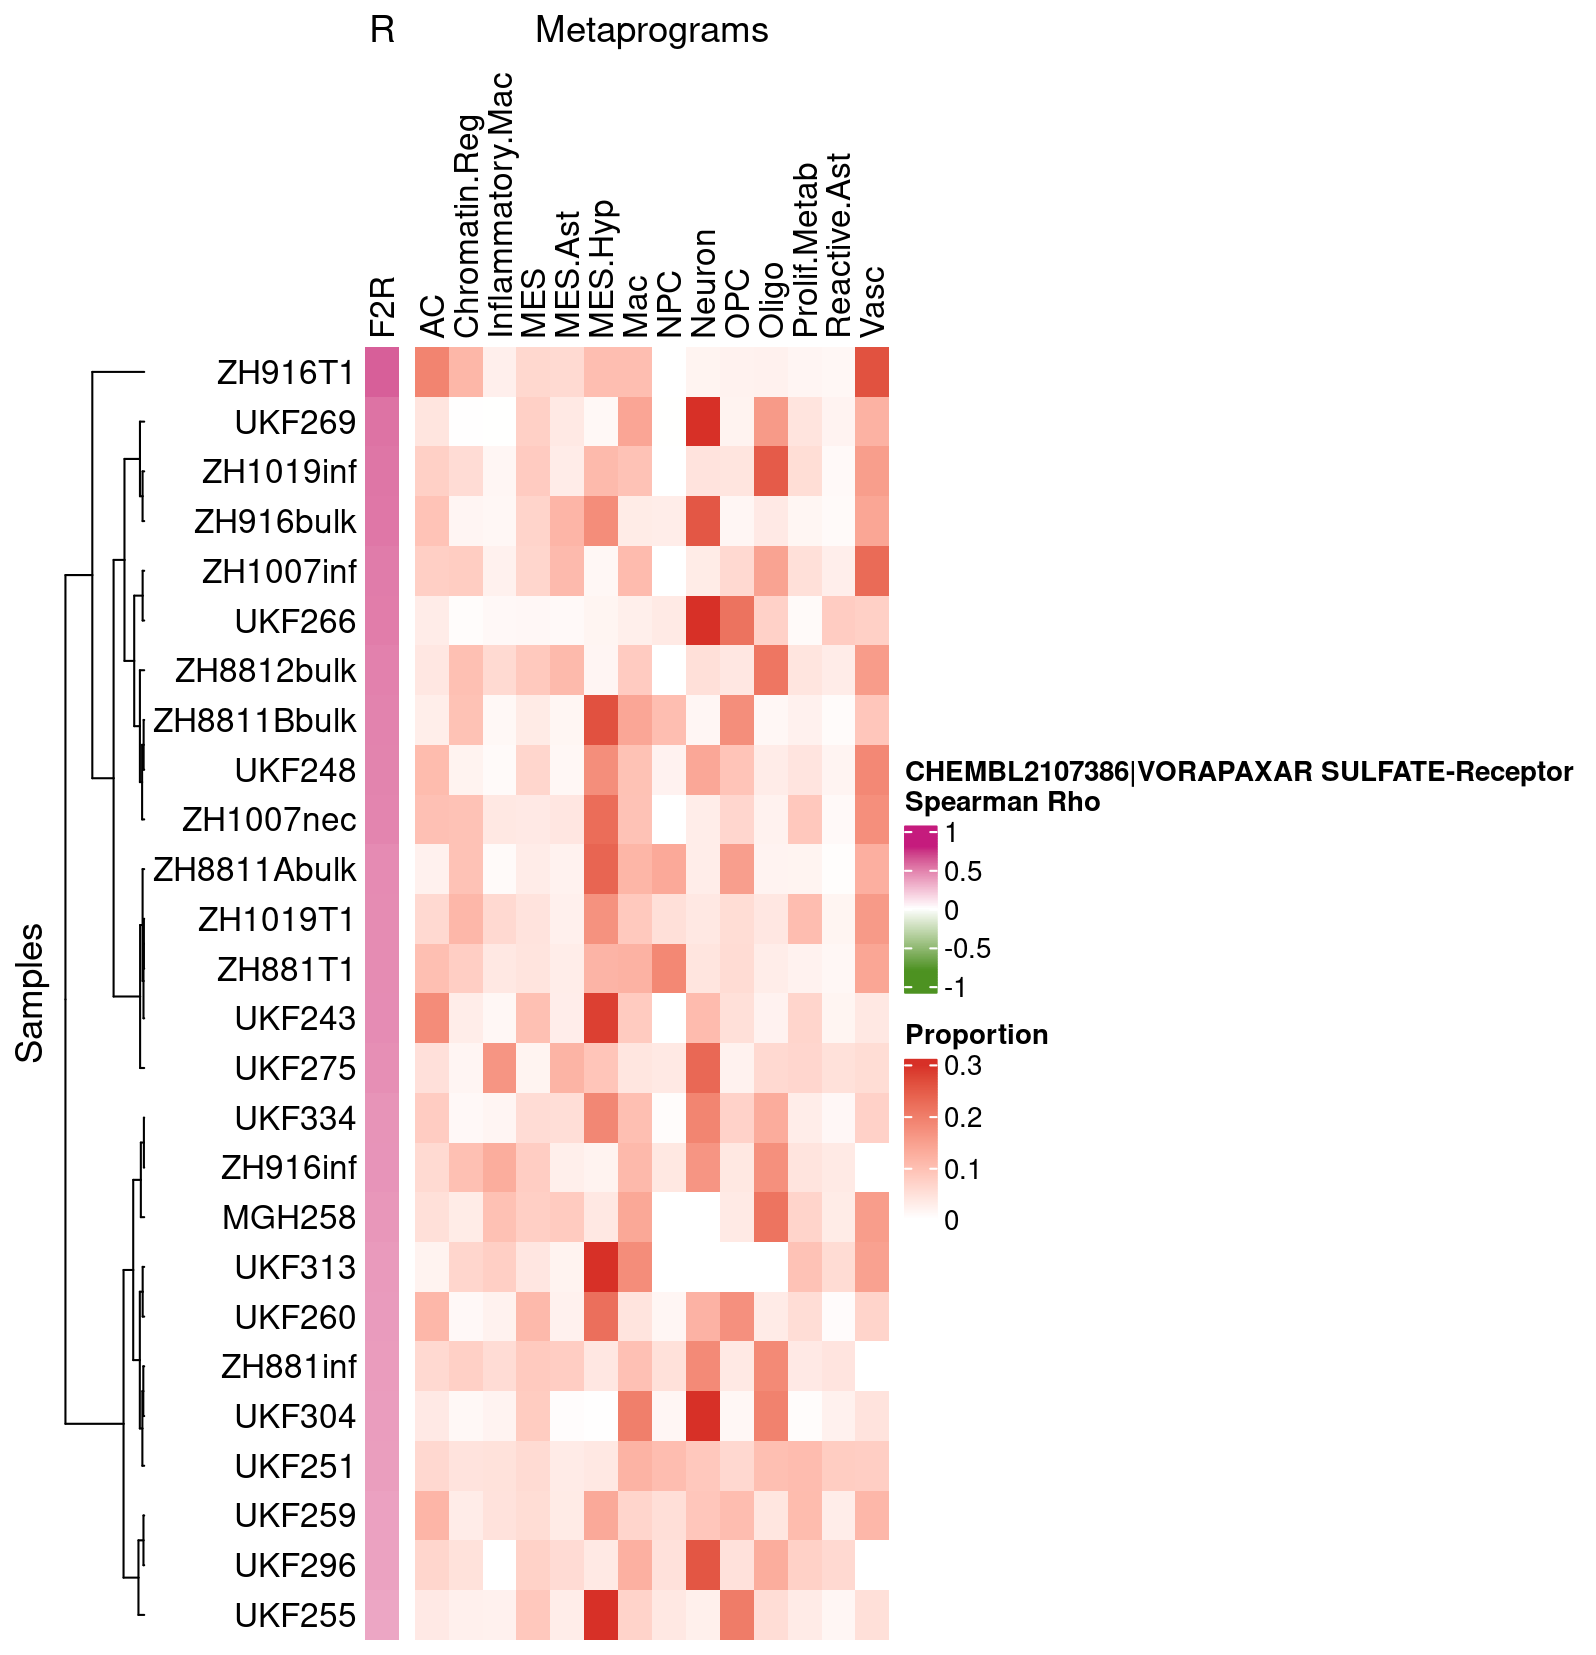 R
Metaprograms
F2R
AC
Chromatin.Reg
Inflammatory.Mac
MES
MES.Ast
MES.Hyp
Mac
NPC
Neuron
OPC
Oligo
Prolif.Metab
Reactive.Ast
Vasc
Samples
ZH916T1
UKF269
ZH1019inf
ZH916bulk
ZH1007inf
UKF266
ZH8812bulk
ZH8811Bbulk
UKF248
ZH1007nec
ZH8811Abulk
ZH1019T1
ZH881T1
UKF243
UKF275
UKF334
ZH916inf
MGH258
UKF313
UKF260
ZH881inf
UKF304
UKF251
UKF259
UKF296
UKF255
CHEMBL2107386|VORAPAXAR SULFATE-Receptor
Spearman Rho
1
0.5
0
-0.5
-1
Proportion
0.3
0.2
0.1
0